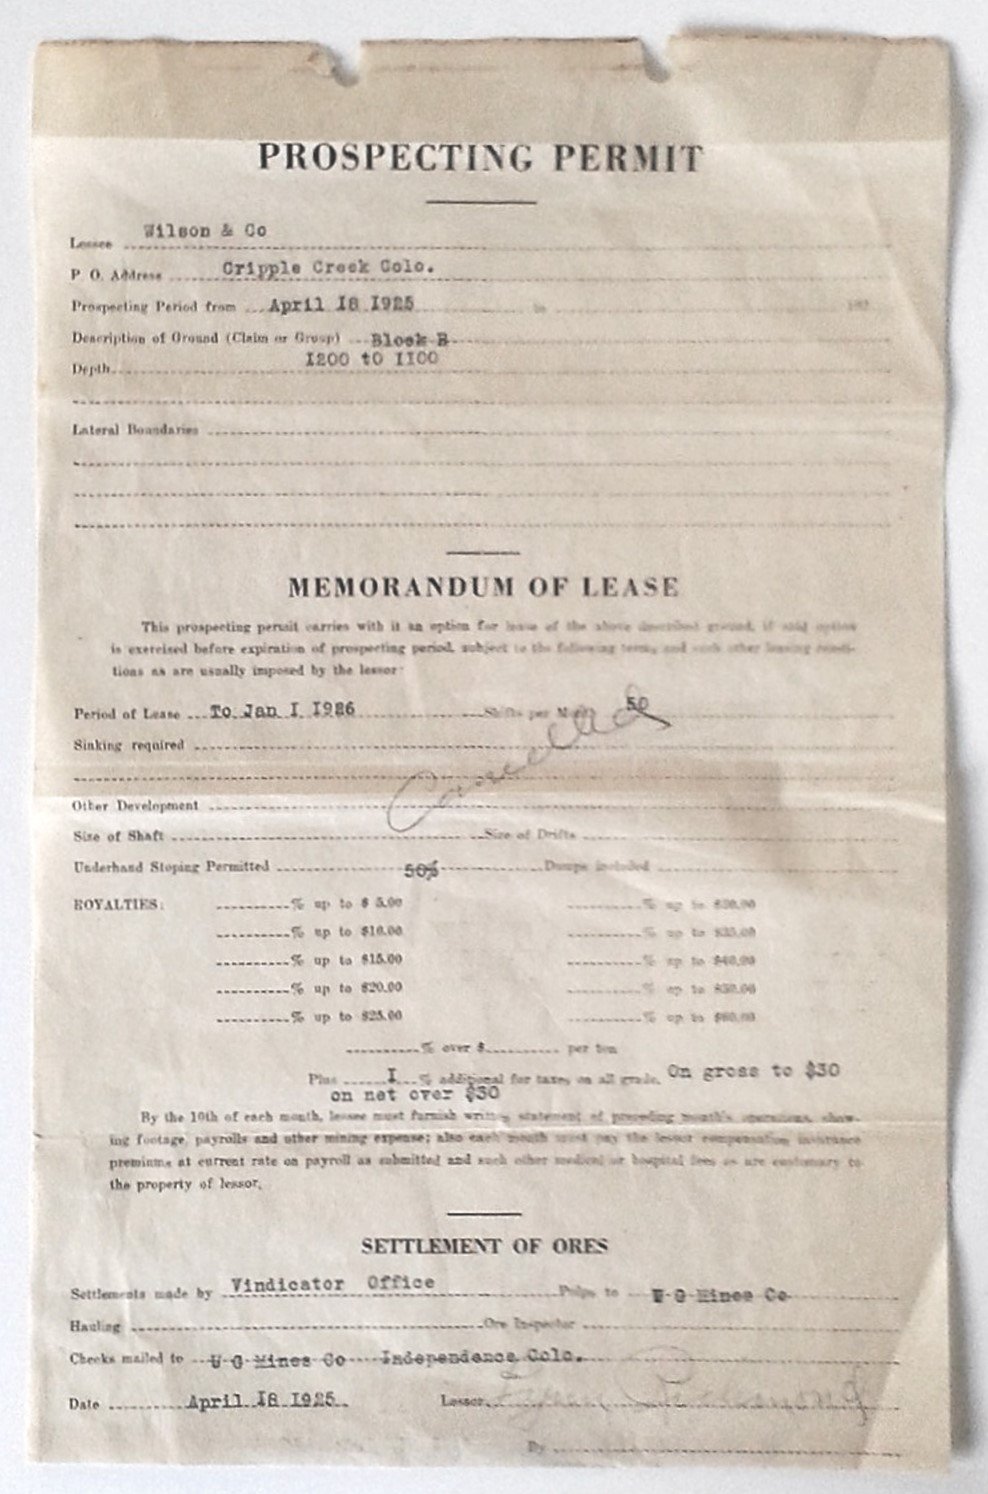 PROSPECTING PERMIT
Lessee Wilson & Co
P O. Address Cripple Creek Colo.
Prospecting Period from April 18 1925 to 192
Description of Ground (Claim or Group) Block B
Depth 1200 to 1100
Lateral Boundaries
MEMORANDUM OF LEASE
This prospecting permit carries with it an option for lease of the above described ground, if said option
is exercised before expiration of prospecting period, subject to the following terms and such other leasing condi-
tions as are usually imposed by the lessor:
Period of Lease To Jan 1 1926 Shifts per Month 50
Cancelled
Sinking required
Other Development
Size of Shaft Size of Drifts
Underhand Stoping Permitted 50% Dumps included
ROYALTIES: % up to $ 5.00 % up to $30.00
% up to $10.00 % up to $35.00
% up to $15.00 % up to $40.00
% up to $20.00 % up to $50.00
% up to $25.00 % up to $60.00
% over $ per ton
Plus 1 % additional for taxes on all grade. On gross to $30
on net over $30
By the 10th of each month, lessee must furnish written statement of preceding month's operations, show-
ing footage, payrolls and other mining expense; also each month must pay the lessor compensation insurance
premiums at current rate on payroll as submitted and such other medical or hospital fees as are customary to
the property of lessor.
SETTLEMENT OF ORES
Settlements made by Vindicator Office Pulps to U G Mines Co
Hauling Ore Inspector
Checks mailed to U G Mines Co Independence Colo.
Date April 18 1925. Lessor
By